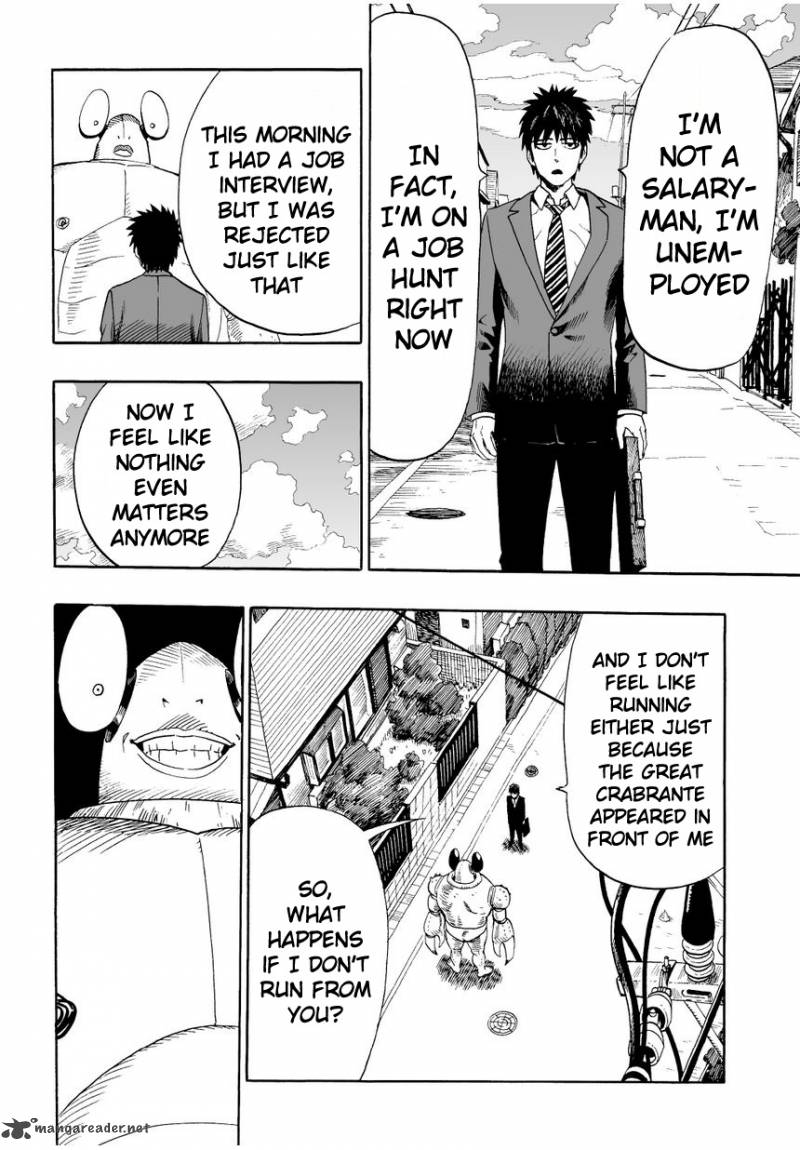 I'M
NOT A
SALARY-
MAN, I'M
UNEM-
PLOYED
IN
FACT,
I'M ON
A JOB
HUNT
RIGHT
NOW
THIS MORNING
I HAD A JOB
INTERVIEW,
BUT I WAS
REJECTED
JUST LIKE
THAT
NOW I
FEEL LIKE
NOTHING
EVEN
MATTERS
ANYMORE
AND I DON'T
FEEL LIKE
RUNNING
EITHER JUST
BECAUSE
THE GREAT
CRABRANTE
APPEARED IN
FRONT OF ME
SO,
WHAT
HAPPENS
IF I DON'T
RUN FROM
YOU?
mangareader.net